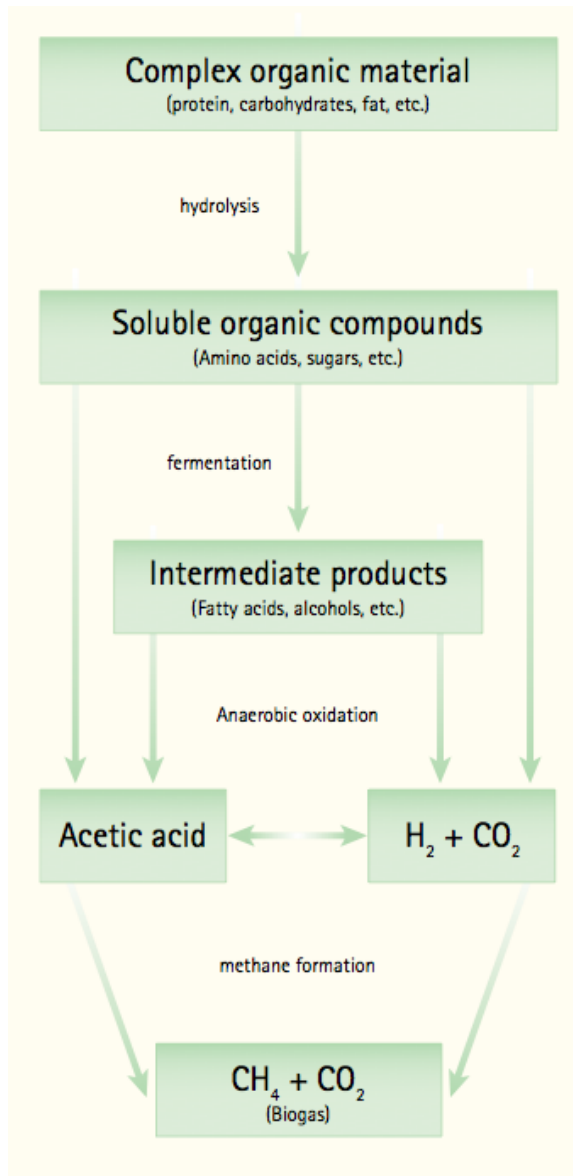 Complex organic material
(protein, carbohydrates, fat, etc.)
hydrolysis
Soluble organic compounds
(Amino acids, sugars, etc.)
fermentation
Intermediate products
(Fatty acids, alcohols, etc.)
Anaerobic oxidation
Acetic acid
H₂ + CO₂
methane formation
CH₄ + CO₂
(Biogas)